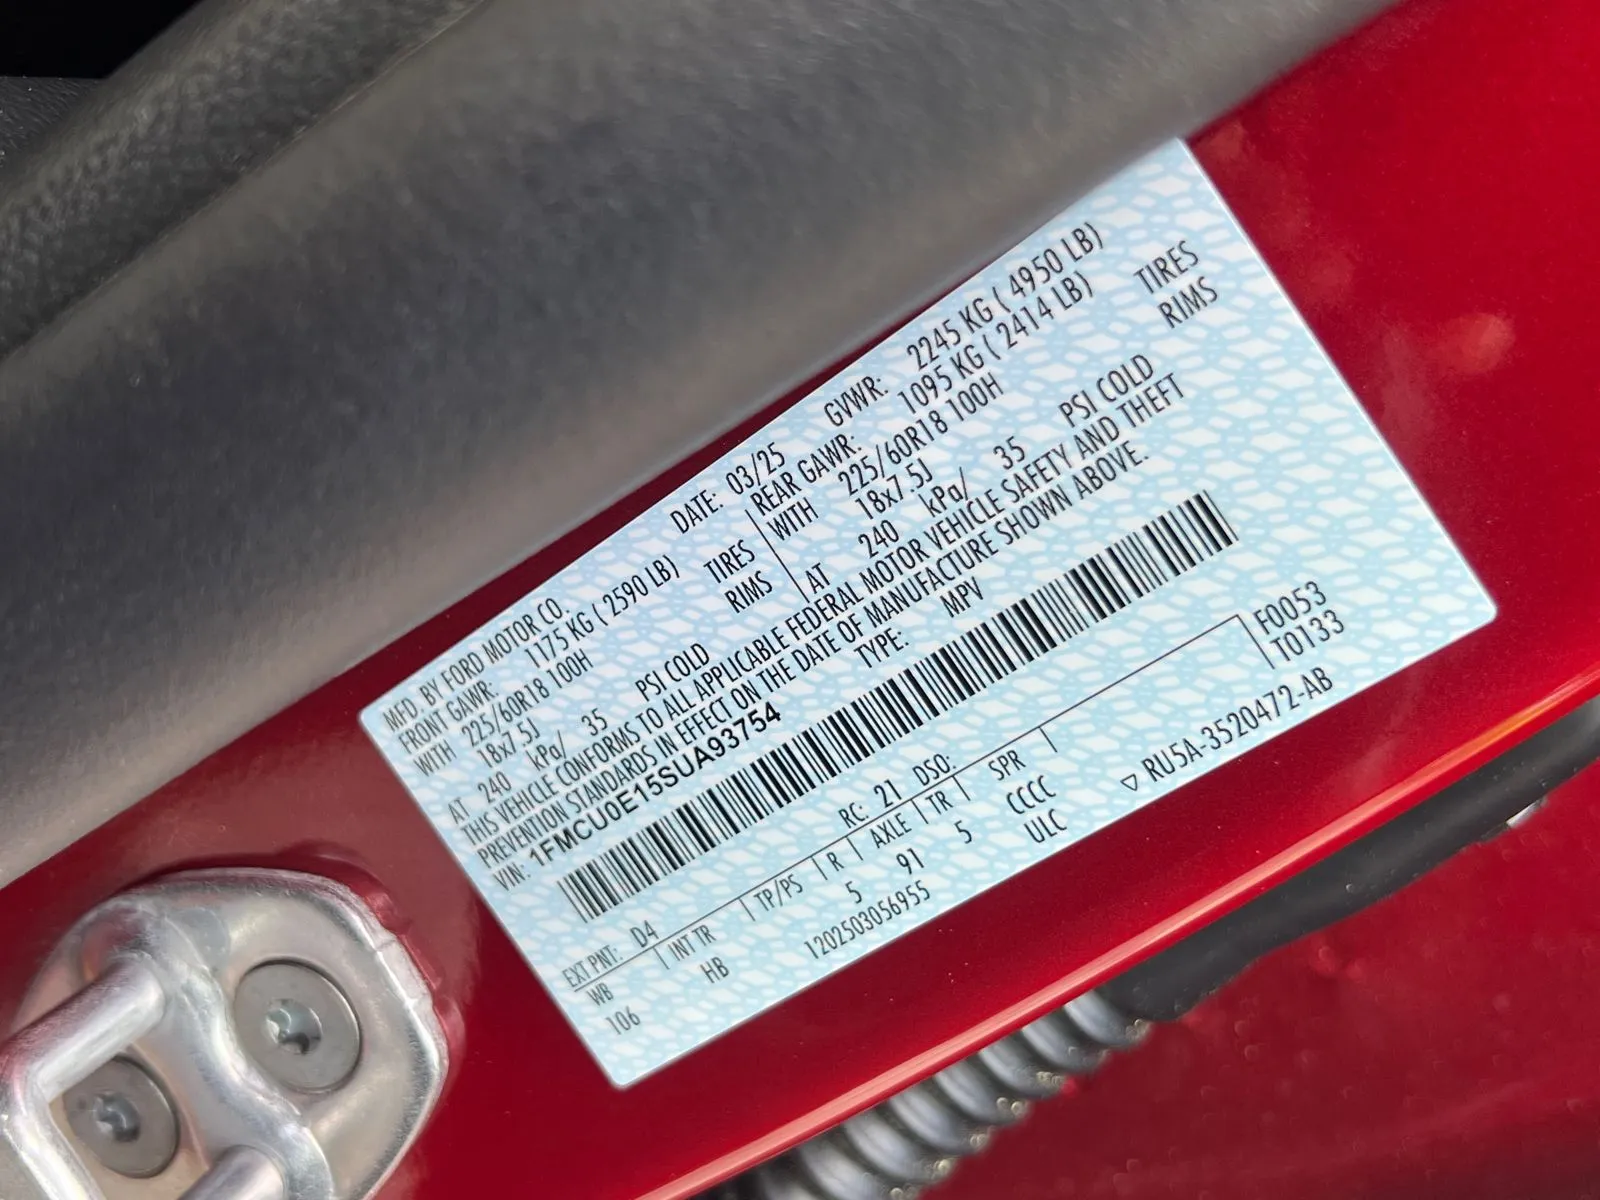 MFD. BY FORD MOTOR CO. DATE: 03/25 GVWR: 2245 KG ( 4950 LB)
FRONT GAWR: 1175 KG ( 2590 LB) REAR GAWR: 1095 KG ( 2414 LB)
WITH 225/60R18 100H TIRES WITH 225/60R18 100H TIRES
18x7.5J RIMS 18x7.5J RIMS
AT 240 kPa/ 35 PSI COLD AT 240 kPa/ 35 PSI COLD
THIS VEHICLE CONFORMS TO ALL APPLICABLE FEDERAL MOTOR VEHICLE SAFETY AND THEFT
PREVENTION STANDARDS IN EFFECT ON THE DATE OF MANUFACTURE SHOWN ABOVE.
VIN: 1FMCU0E15SUA93754 TYPE: MPV
F0053
T0133
EXT PNT: D4 RC: 21 DSO:
WB INT TR TP/PS R AXLE TR SPR
106 HB 5 91 5 CCCC
1202503056955 ULC ▽ RU5A-3520472-AB